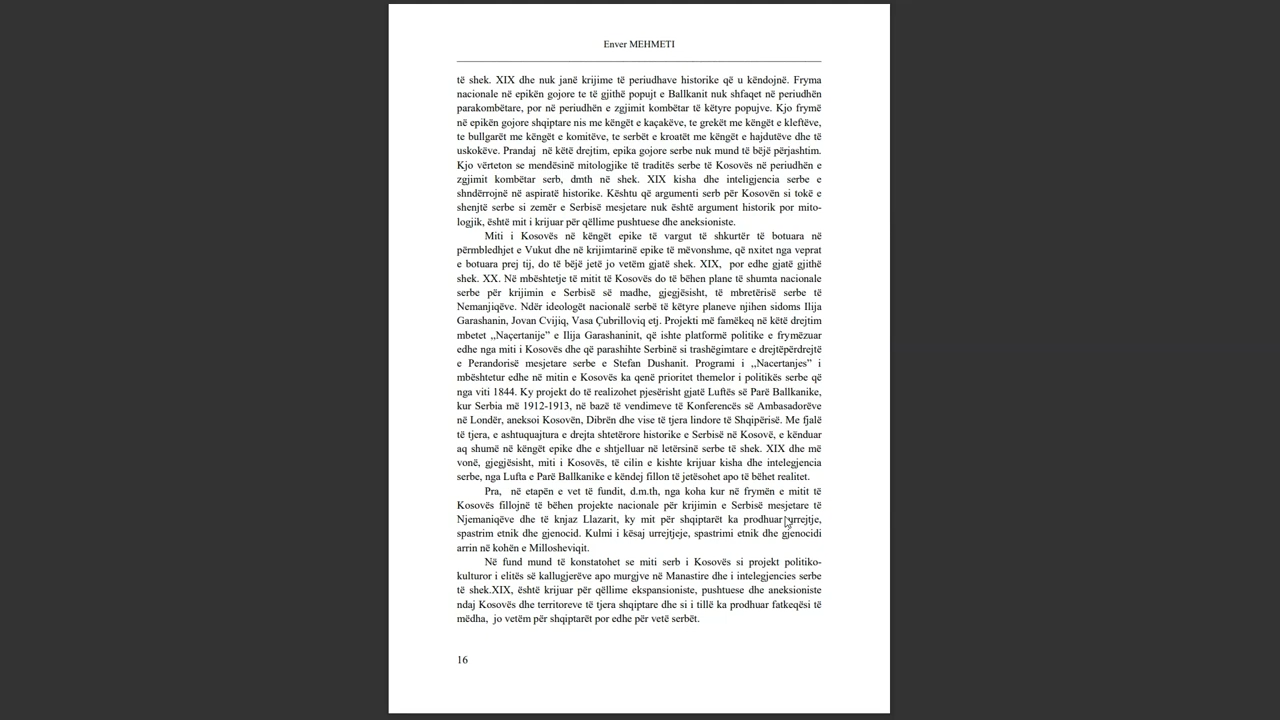 Enver MEHMETI
të shek. XIX dhe nuk janë krijime të periudhave historike që u këndojnë. Fryma
nacionale në epikën gojore te të gjithë popujt e Ballkanit nuk shfaqet në periudhën
parakombëtare, por në periudhën e zgjimit kombëtar të këtyre popujve. Kjo frymë
në epikën gojore shqiptare nis me këngët e kaçakëve, te grekët me këngët e kleftëve,
te bullgarët me këngët e komitëve, te serbët e kroatët me këngët e hajdutëve dhe të
uskokëve. Prandaj  në këtë drejtim, epika gojore serbe nuk mund të bëjë përjashtim.
Kjo vërteton se mendësinë mitologjike të traditës serbe të Kosovës në periudhën e
zgjimit kombëtar serb, dmth në shek. XIX kisha dhe inteligjencia serbe e
shndërrojnë në aspiratë historike. Kështu që argumenti serb për Kosovën si tokë e
shenjtë serbe si zemër e Serbisë mesjetare nuk është argument historik por mito-
logjik, është mit i krijuar për qëllime pushtuese dhe aneksioniste.
Miti i Kosovës në këngët epike të vargut të shkurtër të botuara në
përmbledhjet e Vukut dhe në krijimtarinë epike të mëvonshme, që nxitet nga veprat
e botuara prej tij, do të bëjë jetë jo vetëm gjatë shek. XIX,  por edhe gjatë gjithë
shek. XX. Në mbështetje të mitit të Kosovës do të bëhen plane të shumta nacionale
serbe për krijimin e Serbisë së madhe, gjegjësisht, të mbretërisë serbe të
Nemanjiqëve. Ndër ideologët nacionalë serbë të këtyre planeve njihen sidoms Ilija
Garashanin, Jovan Cvijiq, Vasa Çubrilloviq etj. Projekti më famëkeq në këtë drejtim
mbetet ,,Naçertanije” e Ilija Garashaninit, që ishte platformë politike e frymëzuar
edhe nga miti i Kosovës dhe që parashihte Serbinë si trashëgimtare e drejtëpërdrejtë
e Perandorisë mesjetare serbe e Stefan Dushanit. Programi i ,,Nacertanjes” i
mbështetur edhe në mitin e Kosovës ka qenë prioritet themelor i politikës serbe që
nga viti 1844. Ky projekt do të realizohet pjesërisht gjatë Luftës së Parë Ballkanike,
kur Serbia më 1912-1913, në bazë të vendimeve të Konferencës së Ambasadorëve
në Londër, aneksoi Kosovën, Dibrën dhe vise të tjera lindore të Shqipërisë. Me fjalë
të tjera, e ashtuquajtura e drejta shtetërore historike e Serbisë në Kosovë, e kënduar
aq shumë në këngët epike dhe e shtjelluar në letërsinë serbe të shek. XIX dhe më
vonë, gjegjësisht, miti i Kosovës, të cilin e kishte krijuar kisha dhe intelegjencia
serbe, nga Lufta e Parë Ballkanike e këndej fillon të jetësohet apo të bëhet realitet.
Pra,  në etapën e vet të fundit, d.m.th, nga koha kur në frymën e mitit të
Kosovës fillojnë të bëhen projekte nacionale për krijimin e Serbisë mesjetare të
Njemaniqëve dhe të knjaz Llazarit, ky mit për shqiptarët ka prodhuar urrejtje,
spastrim etnik dhe gjenocid. Kulmi i kësaj urrejtjeje, spastrimi etnik dhe gjenocidi
arrin në kohën e Millosheviqit.
Në fund mund të konstatohet se miti serb i Kosovës si projekt politiko-
kulturor i elitës së kallugjerëve apo murgjve në Manastire dhe i intelegjencies serbe
të shek.XIX, është krijuar për qëllime ekspansioniste, pushtuese dhe aneksioniste
ndaj Kosovës dhe territoreve të tjera shqiptare dhe si i tillë ka prodhuar fatkeqësi të
mëdha,  jo vetëm për shqiptarët por edhe për vetë serbët.
16